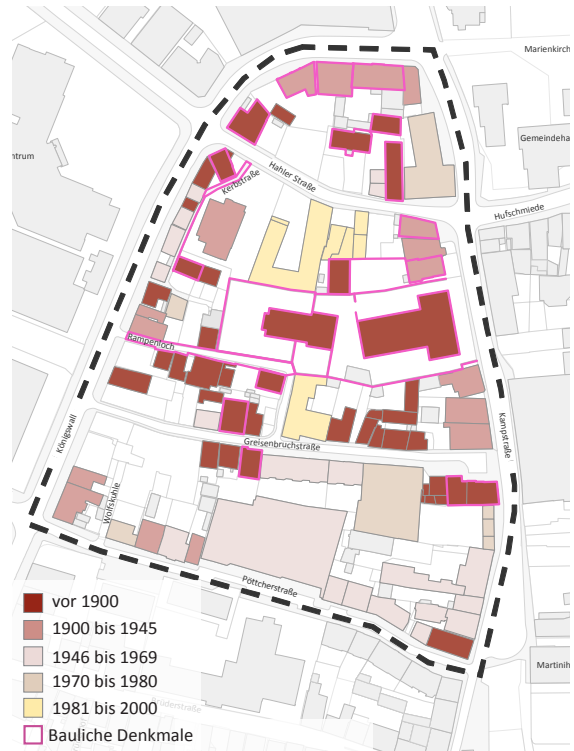 Marienkirch
Gemeindeha
entrum
Hahler Straße
Kerbstraße
Hufschmiede
Rampenloch
Königswall
Kampstraße
Greisenbruchstraße
Wolfskuhle
Pöttcherstraße
Martinih
vor 1900
1900 bis 1945
1946 bis 1969
1970 bis 1980
1981 bis 2000
Bauliche Denkmale